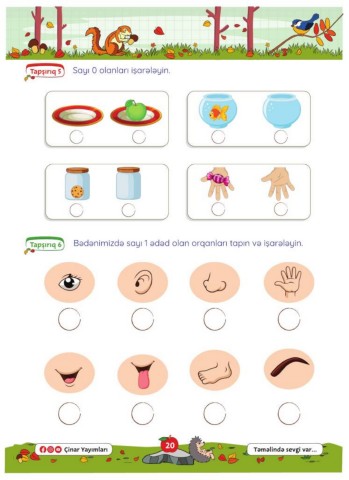 Tapşırıq 5
Sayı 0 olanları işarələyin.
Tapşırıq 6
Bədənimizdə sayı 1 ədəd olan orqanları tapın və işarələyin.
Çinar Yayımları
20
Təməlində sevgi var...